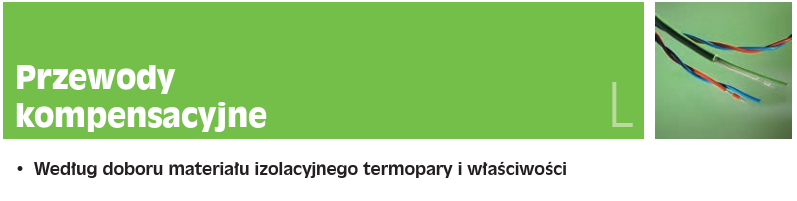 Przewody
kompensacyjne
L
• Według doboru materiału izolacyjnego termopary i właściwości